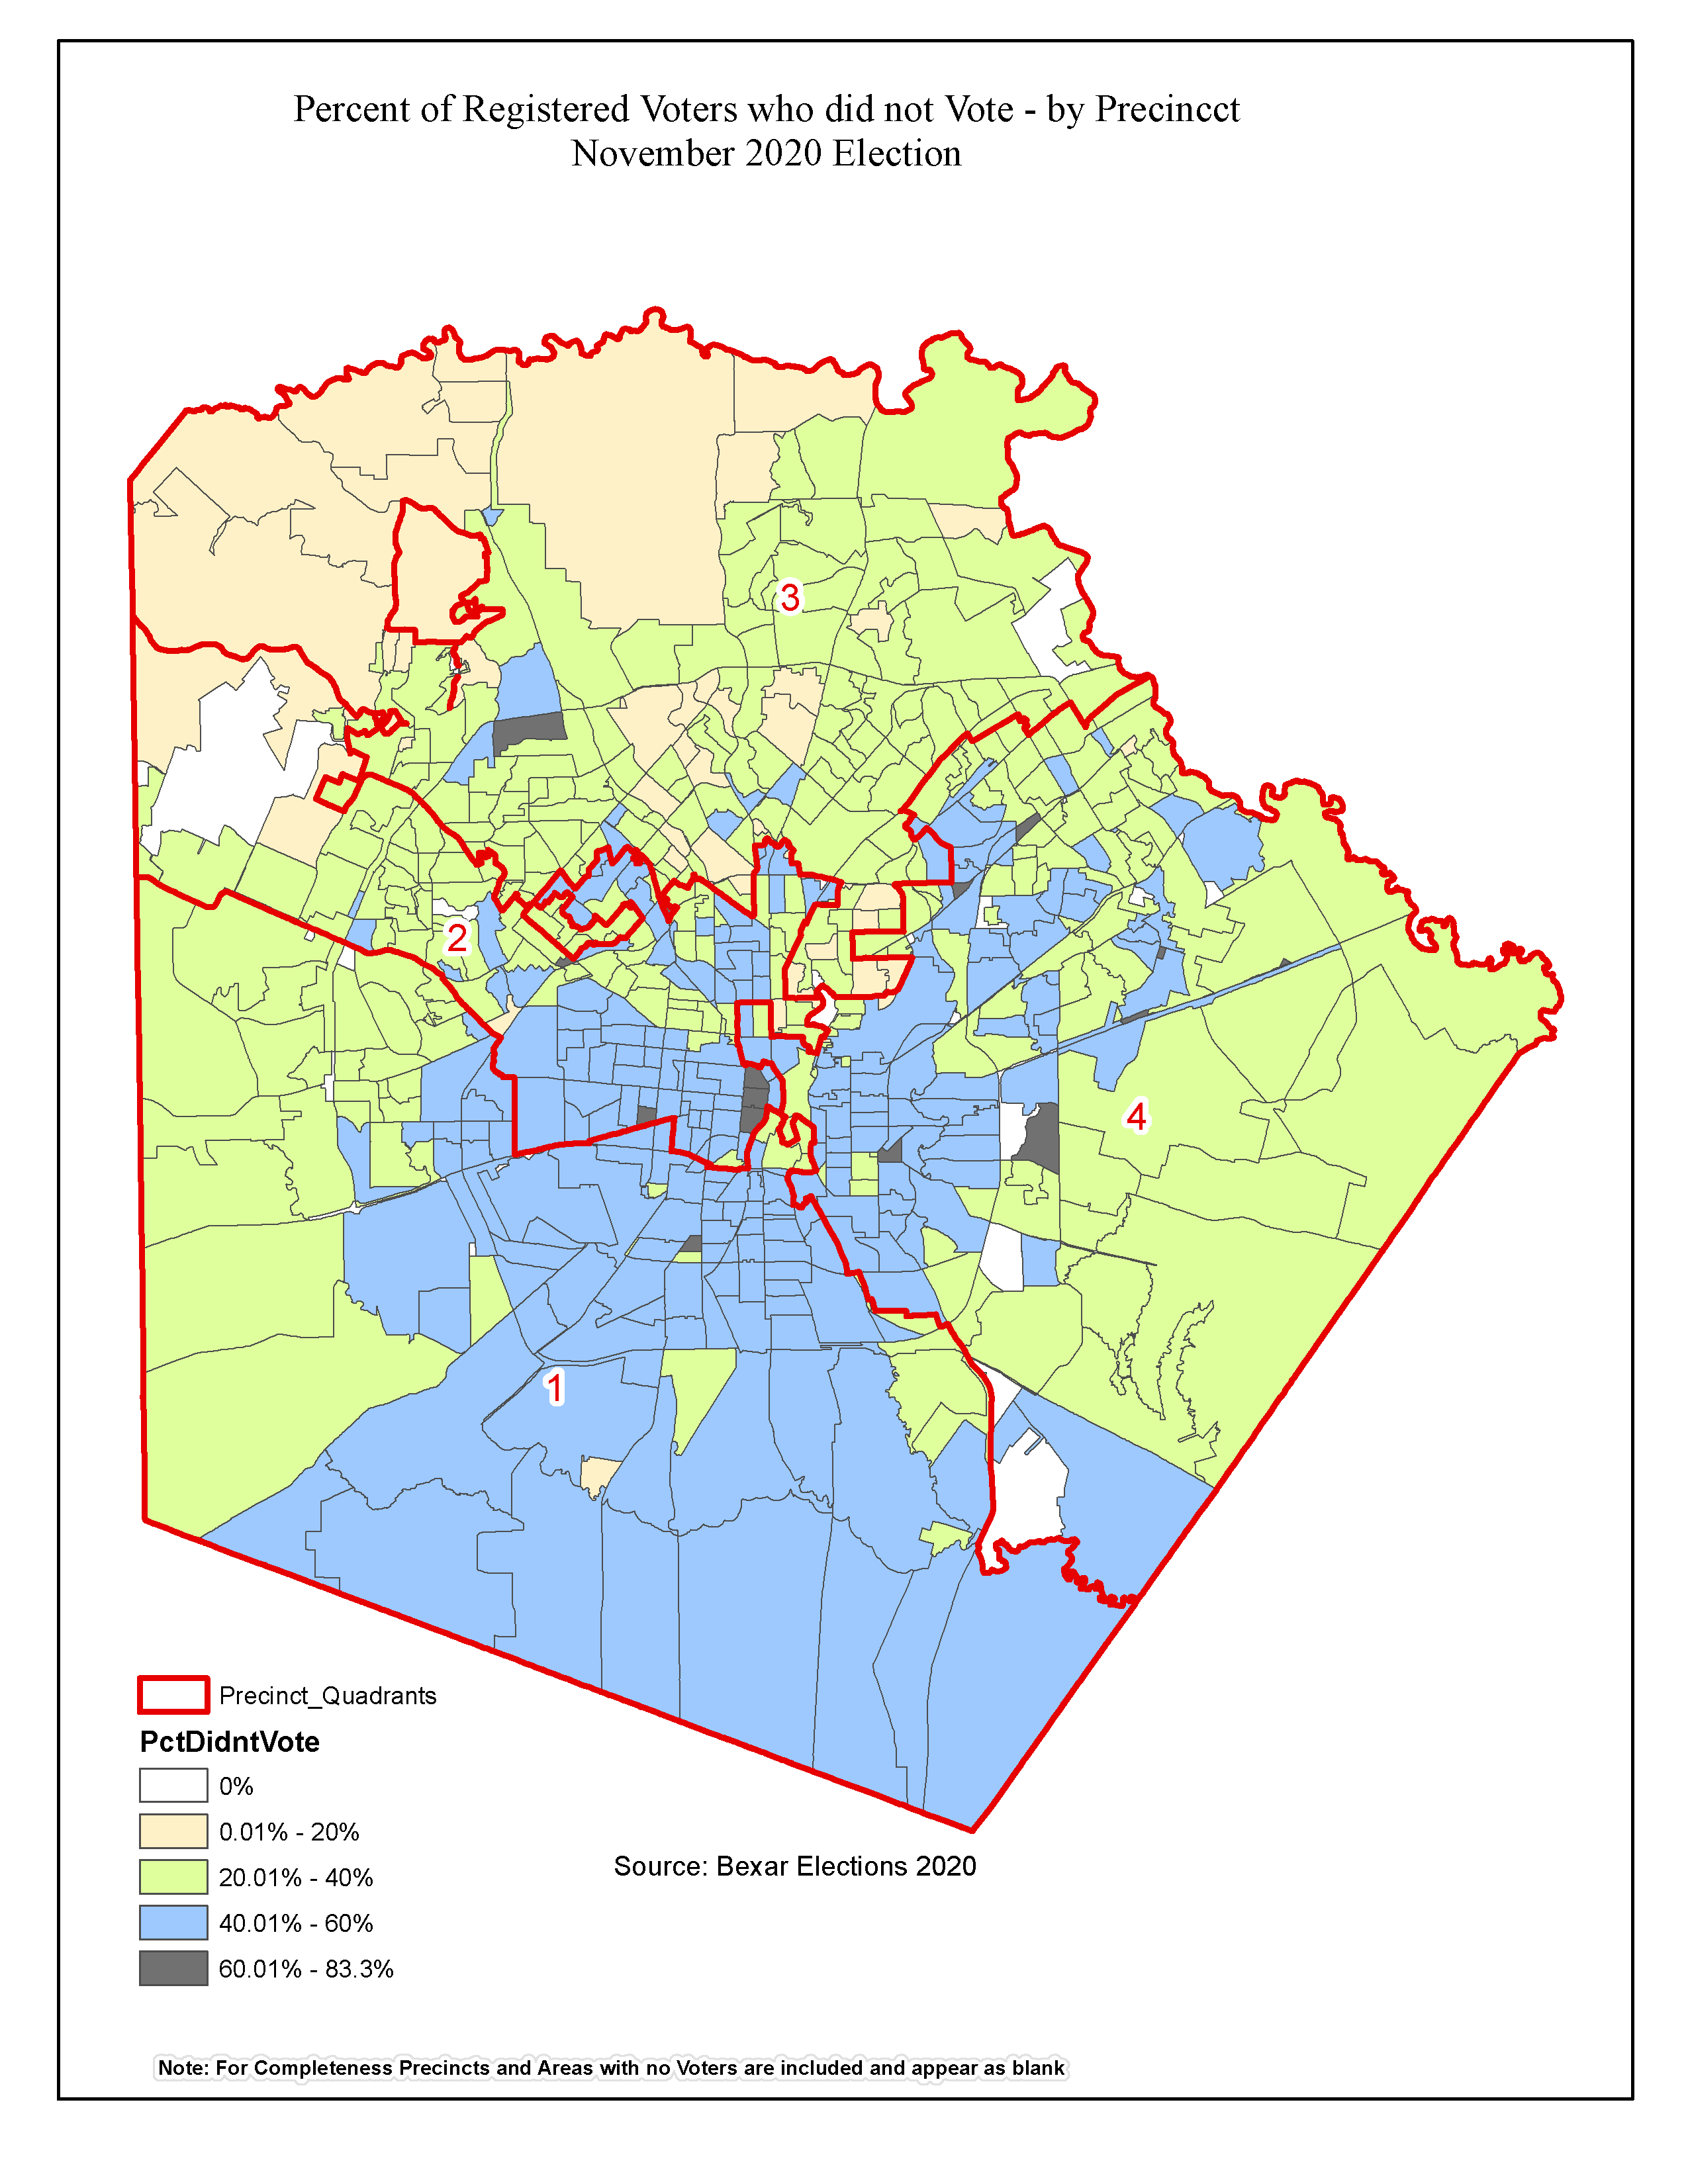 Percent of Registered Voters who did not Vote - by Precincct
November 2020 Election
3
2
4
1
Precinct_Quadrants
PctDidntVote
0%
0.01% - 20%
20.01% - 40%
40.01% - 60%
60.01% - 83.3%
Source: Bexar Elections 2020
Note: For Completeness Precincts and Areas with no Voters are included and appear as blank